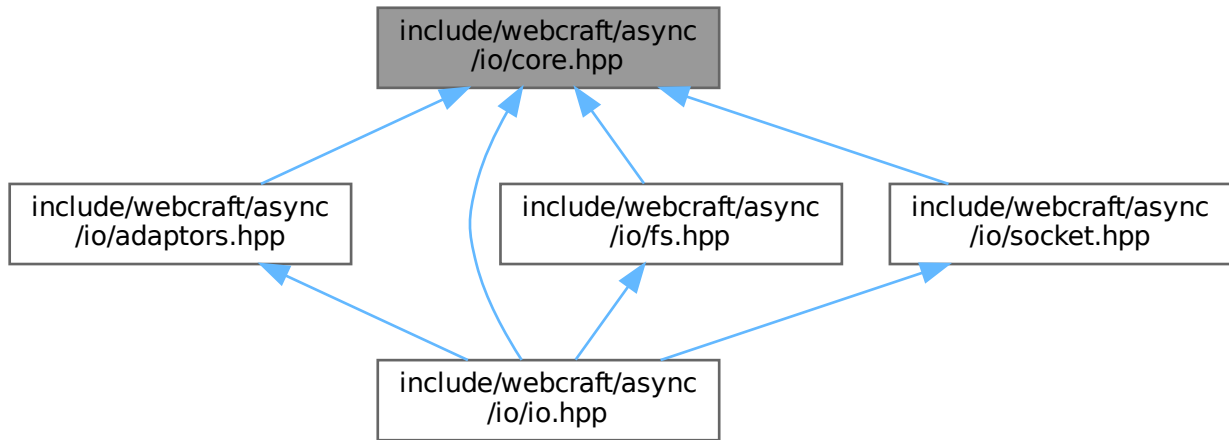 include/webcraft/async
/io/core.hpp
include/webcraft/async
/io/adaptors.hpp
include/webcraft/async
/io/fs.hpp
include/webcraft/async
/io/socket.hpp
include/webcraft/async
/io/io.hpp